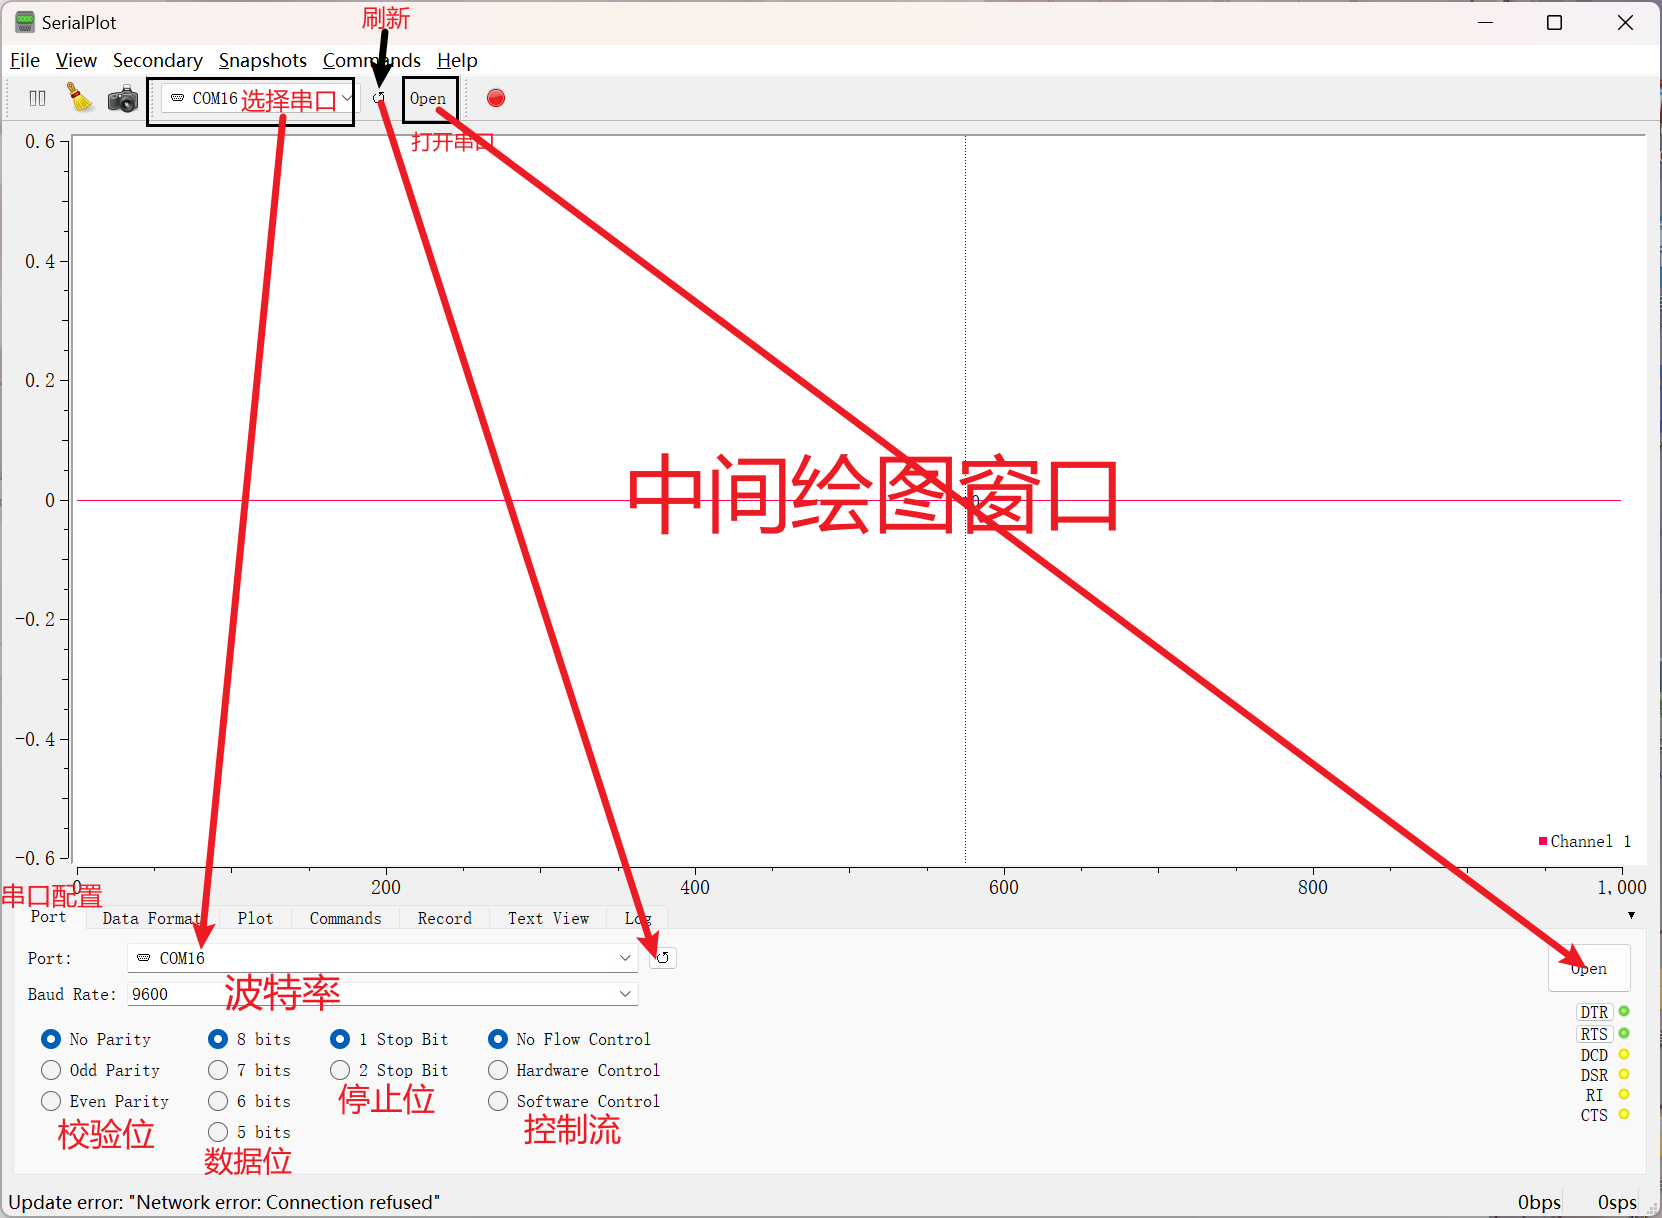 SerialPlot
刷新
File View Secondary Snapshots Commands Help
COM16 选择串口 Open
打开串口
0.6
0.4
0.2
0
-0.2
-0.4
-0.6
中间绘图窗口
0
Channel 1
0 200 400 600 800 1,000
串口配置
Port Data Format Plot Commands Record Text View Log
Port: COM16
Open
Baud Rate: 9600 波特率
DTR
RTS
DCD
DSR
RI
CTS
No Parity 8 bits 1 Stop Bit No Flow Control
Odd Parity 7 bits 2 Stop Bit Hardware Control
Even Parity 6 bits 停止位 Software Control
校验位 5 bits 控制流
数据位
Update error: "Network error: Connection refused" 0bps 0sps